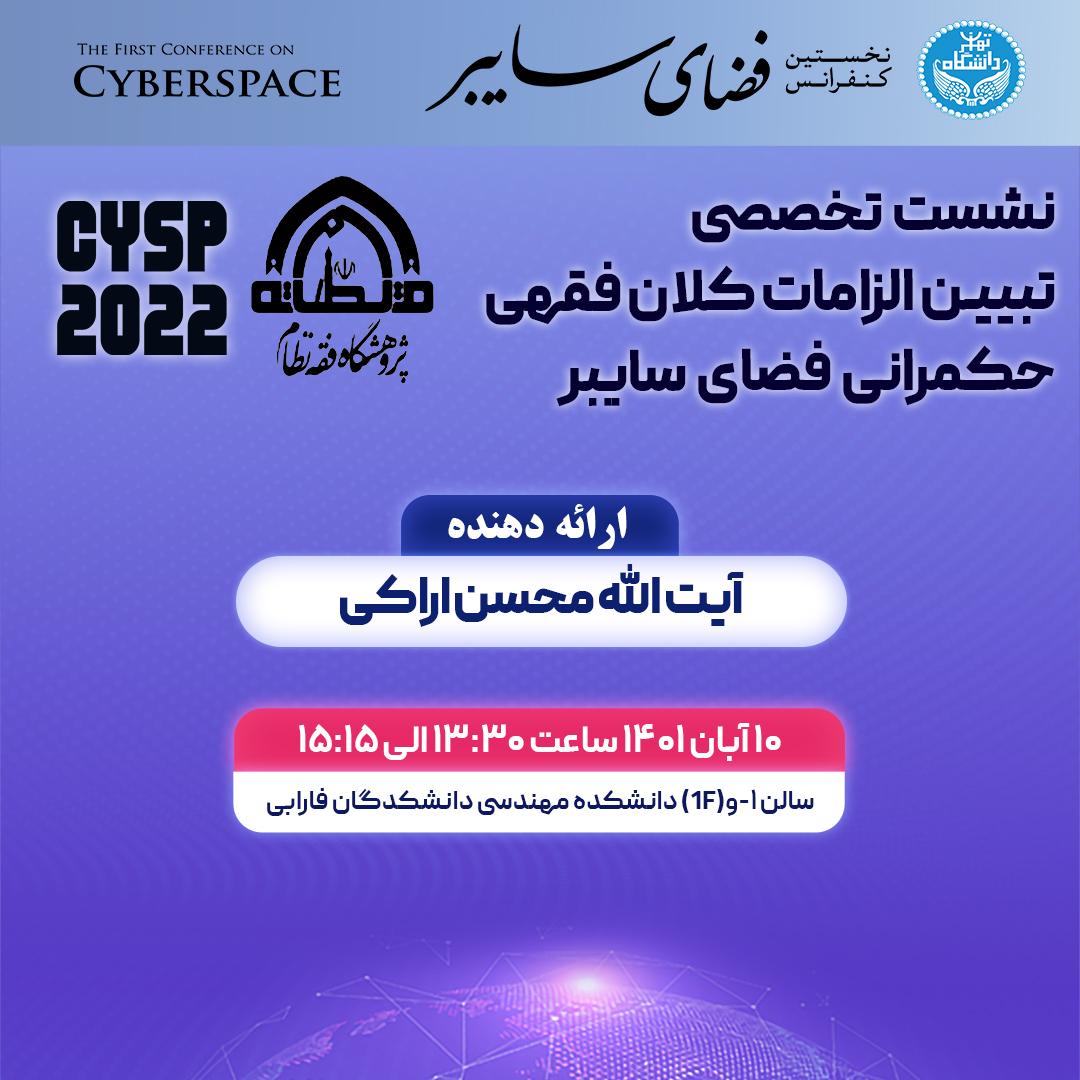 THE FIRST CONFERENCE ON
CYBERSPACE
نخستین
کنفرانس
فضای سایبر
دانشگاه
تهران
نشست تخصصی
تبیین الزامات کلان فقهی
حکمرانی فضای سایبر
CYSP
2022
پژوهشگاه فقه نظام
ارائه دهنده
آیت الله محسن اراکی
۱۰ آبان ۱۴۰۱ ساعت ۱۳:۳۰ الی ۱۵:۱۵
سالن ۱-و(1F) دانشکده مهندسی دانشکدگان فارابی